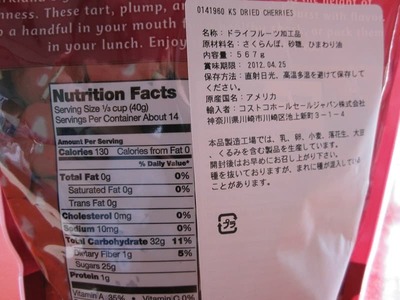 These tart, plump, and
a handful in your mouth f
in your lunch. Enjoy
Nutrition Facts
Serving Size ⅓ cup (40g)
Servings Per Container About 14
Amount Per Serving
Calories 130 Calories from Fat 0
% Daily Value*
Total Fat 0g 0%
Saturated Fat 0g 0%
Trans Fat 0g
Cholesterol 0mg 0%
Sodium 10mg 0%
Total Carbohydrate 32g 11%
Dietary Fiber 1g 5%
Sugars 25g
Protein 1g
Vitamin A 35% • Vitamin C 0%
0141960 KS DRIED CHERRIES
名称：ドライフルーツ加工品
原材料名：さくらんぼ、砂糖、ひまわり油
内容量：567g
賞味期限：2012.04.25
保存方法：直射日光、高温多湿を避けて保存し
てください。
原産国名：アメリカ
輸入者：コストコホールセールジャパン株式会社
神奈川県川崎市川崎区池上新町3-1-4
本品製造工場では、乳、卵、小麦、落花生、大豆
、くるみを含む製品を生産しています。
開封後はお早めにお召し上がり下さい。
種を抜いておりますが、まれに種が混入している
ことがあります。
プラ